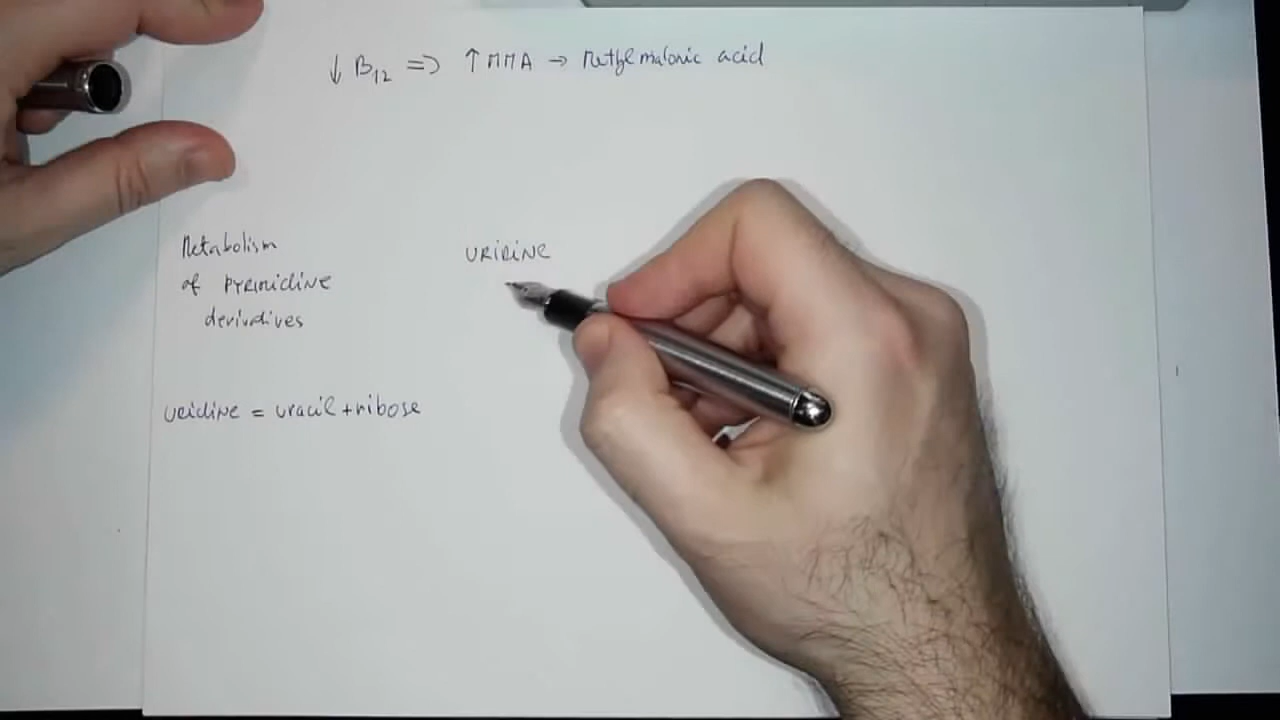 ↓ B12 => ↑ MMA → Methylmalonic acid
Metabolism
of PYRIMIDINE
derivatives
URIDINE
uridine = uracil + ribose